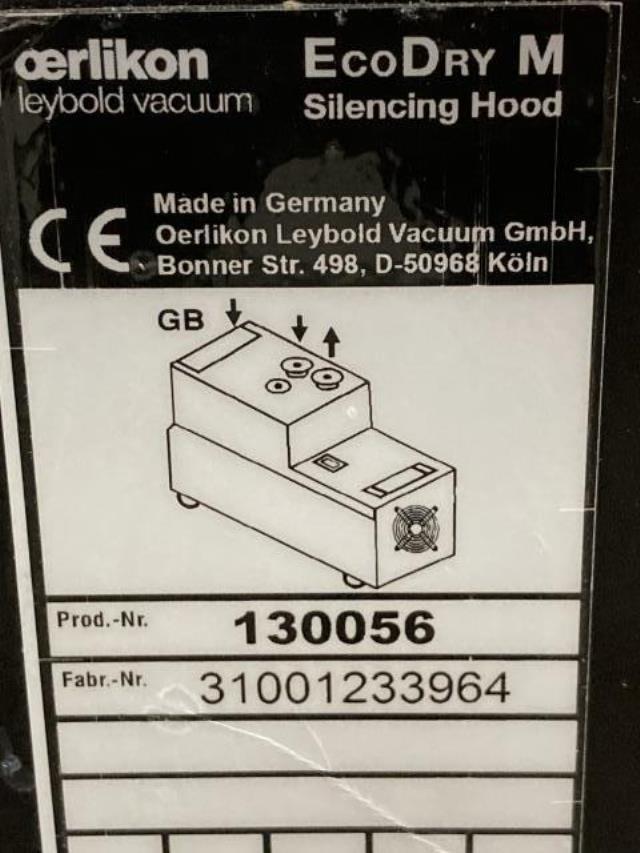 œrlikon
leybold vacuum
EcoDry M
Silencing Hood
CE
Made in Germany
Oerlikon Leybold Vacuum GmbH,
Bonner Str. 498, D-50968 Köln
GB
Prod.-Nr. 130056
Fabr.-Nr. 31001233964